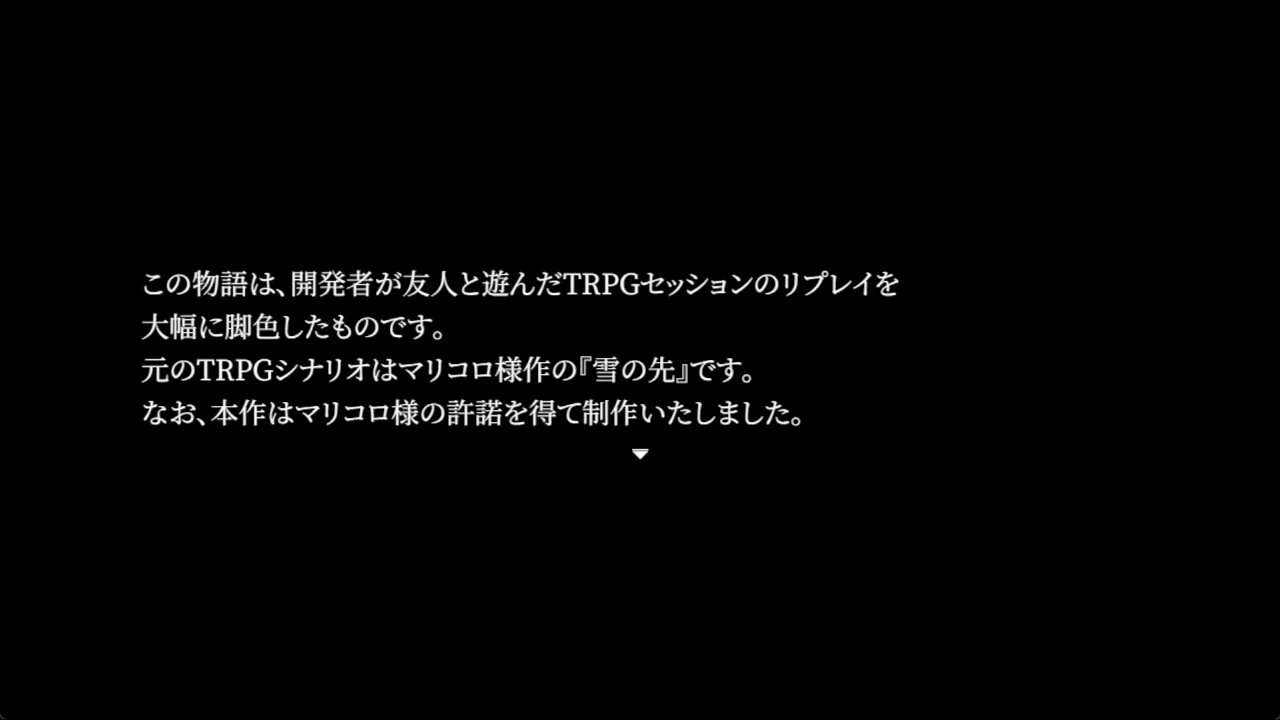 この物語は、開発者が友人と遊んだTRPGセッションのリプレイを
大幅に脚色したものです。
元のTRPGシナリオはマリコロ様作の『雪の先』です。
なお、本作はマリコロ様の許諾を得て制作いたしました。